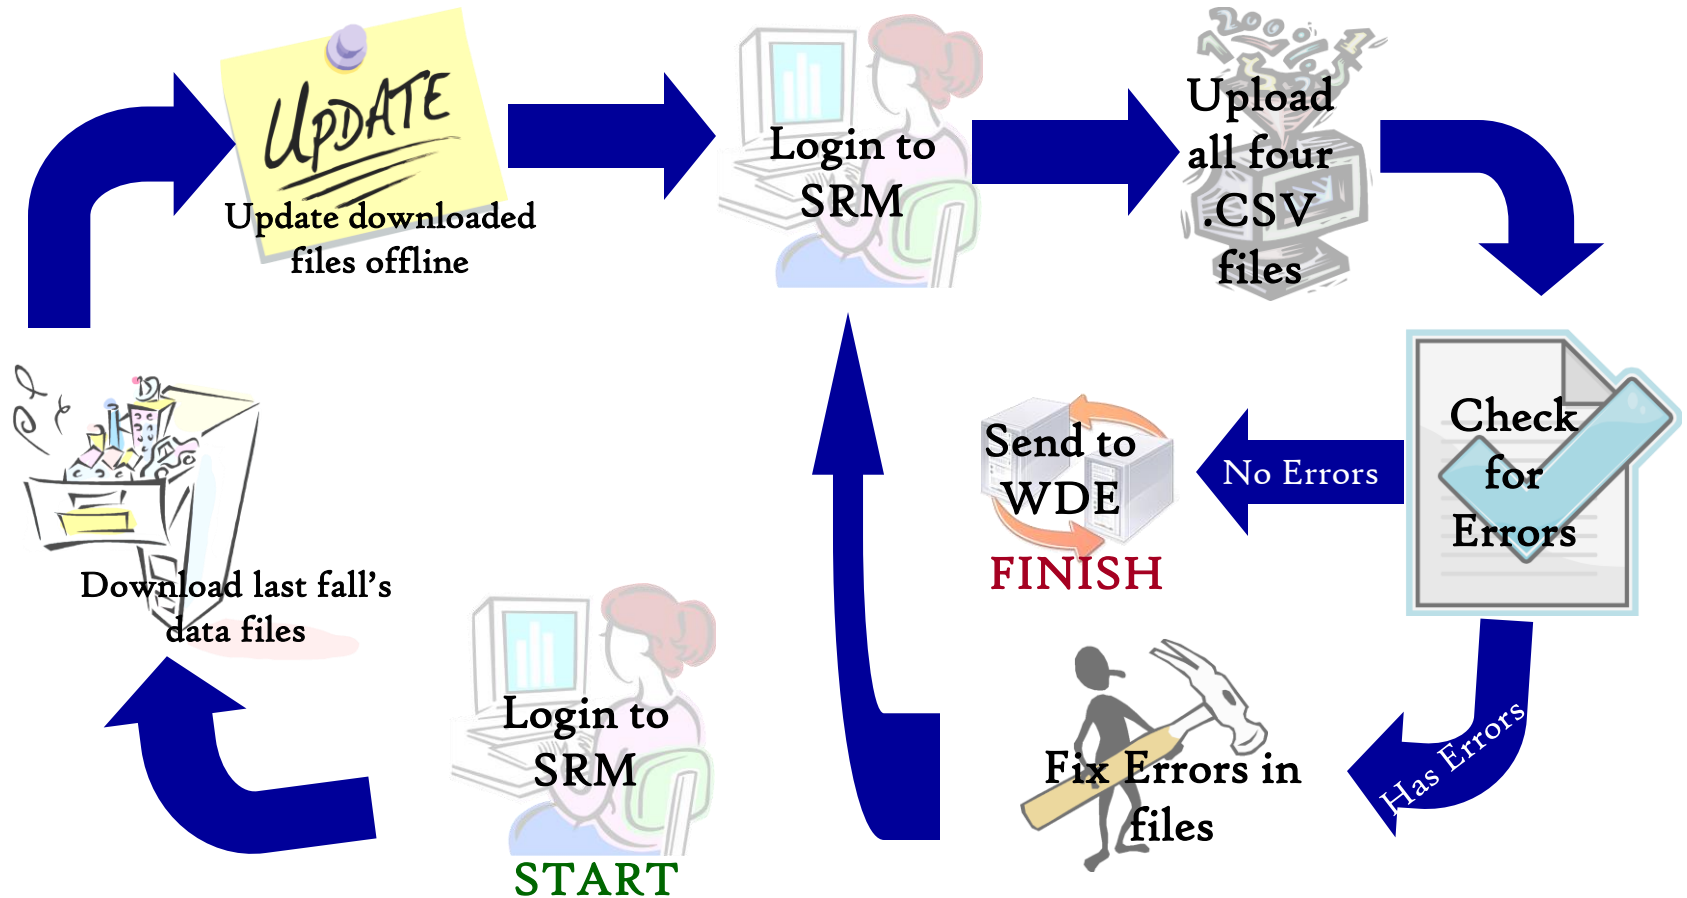 UPDATE
Update downloaded
files offline
Login to
SRM
Upload
all four
.CSV
files
Check
for
Errors
No Errors
Send to
WDE
FINISH
Has Errors
Fix Errors in
files
Download last fall's
data files
Login to
SRM
START